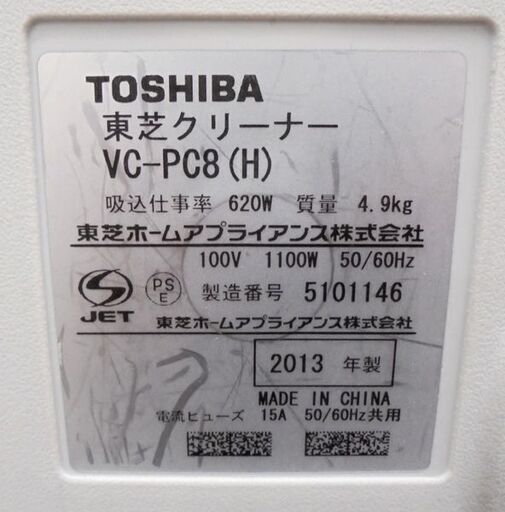 TOSHIBA
東芝クリーナー
VC-PC8(H)
吸込仕事率 620W 質量 4.9kg
東芝ホームアプライアンス株式会社
100V 1100W 50/60Hz
PS
E
製造番号 5101146
JET 東芝ホームアプライアンス株式会社
2013 年製
MADE IN CHINA
電流ヒューズ 15A 50/60Hz共用